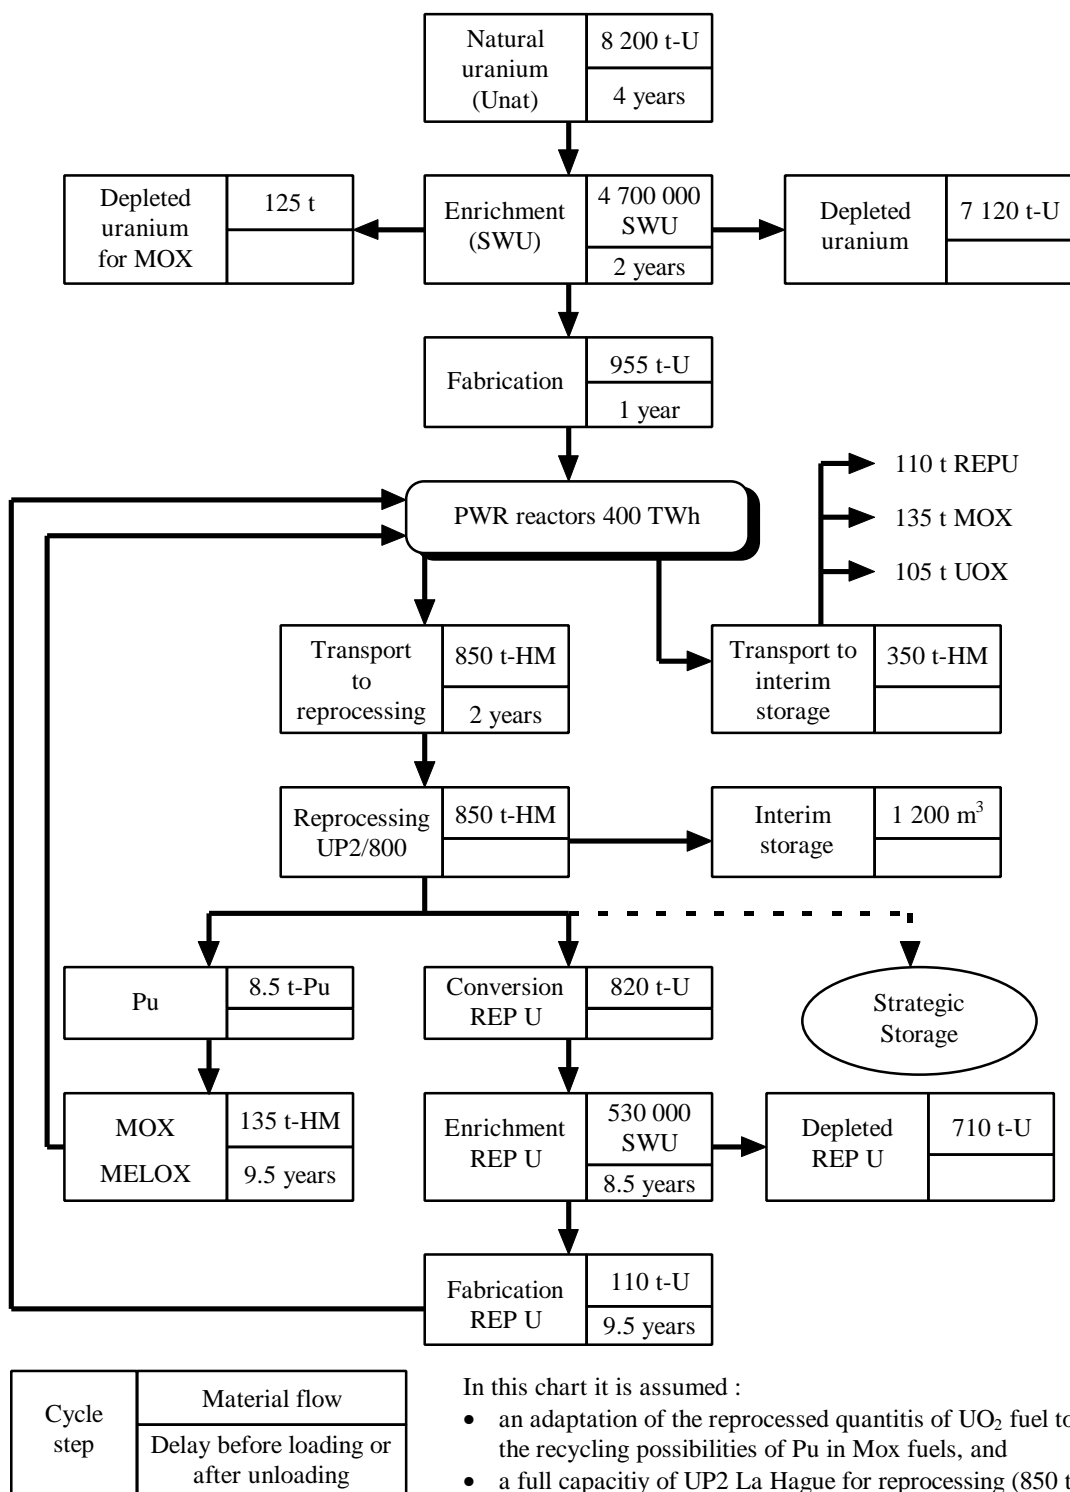 Natural
uranium
(Unat)
8 200 t-U
4 years
Depleted
uranium
for MOX
125 t
Enrichment
(SWU)
4 700 000
SWU
2 years
Depleted
uranium
7 120 t-U
Fabrication
955 t-U
1 year
PWR reactors 400 TWh
110 t REPU
135 t MOX
105 t UOX
Transport
to
reprocessing
850 t-HM
2 years
Transport to
interim
storage
350 t-HM
Reprocessing
UP2/800
850 t-HM
Interim
storage
1 200 m³
Pu
8.5 t-Pu
Conversion
REP U
820 t-U
Strategic
Storage
MOX
MELOX
135 t-HM
9.5 years
Enrichment
REP U
530 000
SWU
8.5 years
Depleted
REP U
710 t-U
Fabrication
REP U
110 t-U
9.5 years
Cycle
step
Material flow
Delay before loading or
after unloading
In this chart it is assumed :
• an adaptation of the reprocessed quantitis of UO₂ fuel to
the recycling possibilities of Pu in Mox fuels, and
• a full capacitiy of UP2 La Hague for reprocessing (850 t